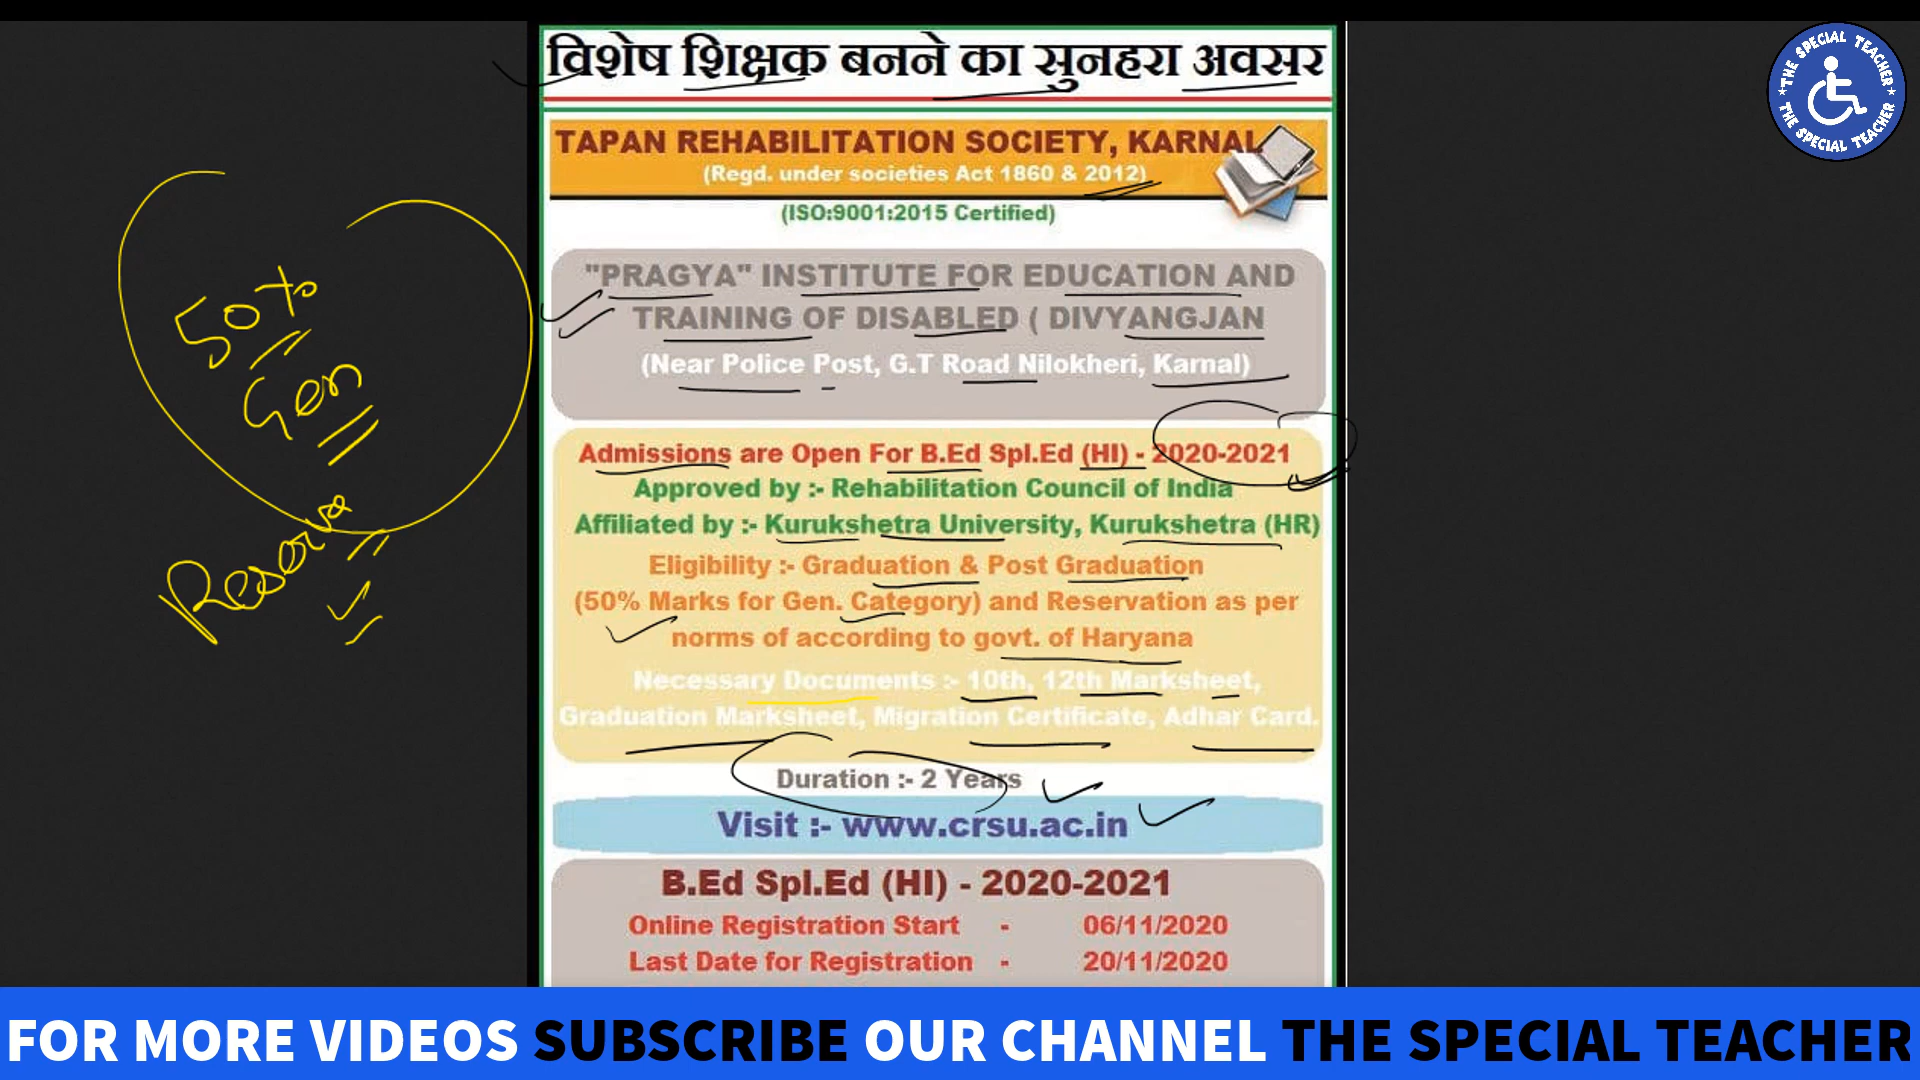 विशेष शिक्षक बनने का सुनहरा अवसर
TAPAN REHABILITATION SOCIETY, KARNAL
(Regd. under societies Act 1860 & 2012)
(ISO:9001:2015 Certified)
"PRAGYA" INSTITUTE FOR EDUCATION AND
TRAINING OF DISABLED ( DIVYANGJAN
(Near Police Post, G.T Road Nilokheri, Karnal)
Admissions are Open For B.Ed Spl.Ed (HI) - 2020-2021
Approved by :- Rehabilitation Council of India
Affiliated by :- Kurukshetra University, Kurukshetra (HR)
Eligibility :- Graduation & Post Graduation
(50% Marks for Gen. Category) and Reservation as per
norms of according to govt. of Haryana
Necessary Documents :- 10th, 12th Marksheet,
Graduation Marksheet, Migration Certificate, Adhar Card.
Duration :- 2 Years
Visit :- www.crsu.ac.in
B.Ed Spl.Ed (HI) - 2020-2021
Online Registration Start - 06/11/2020
Last Date for Registration - 20/11/2020
50%
Gen
Reserve
THE SPECIAL TEACHER
THE SPECIAL TEACHER
FOR MORE VIDEOS SUBSCRIBE OUR CHANNEL THE SPECIAL TEACHER